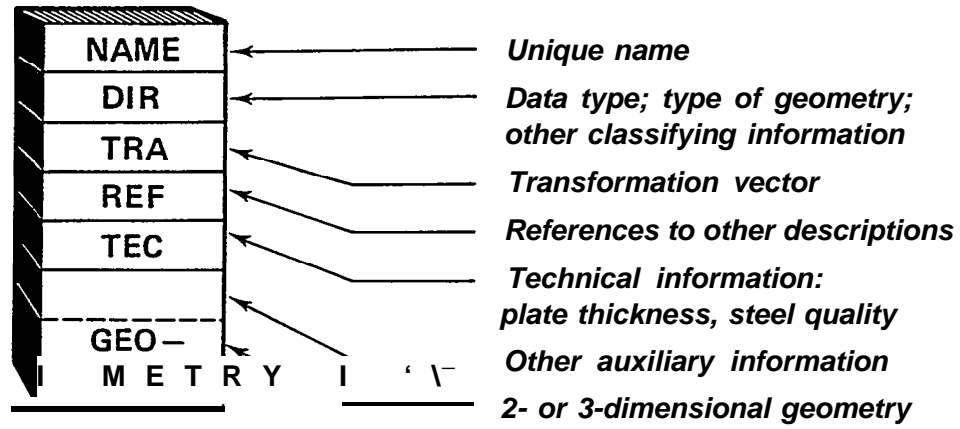 NAME
DIR
TRA
REF
TEC
GEO–
I M E T R Y I ‘ \–
Unique name
Data type; type of geometry;
other classifying information
Transformation vector
References to other descriptions
Technical information:
plate thickness, steel quality
Other auxiliary information
2- or 3-dimensional geometry